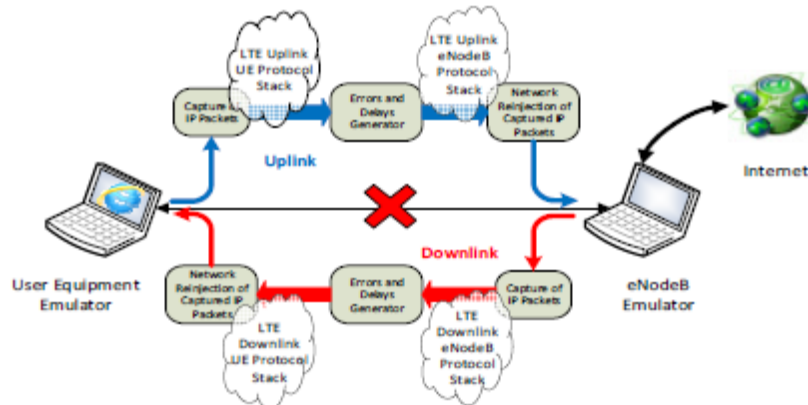 LTE Uplink
UE Protocol
Stack
LTE Uplink
eNodeB
Protocol
Stack
Capture of
IP Packets
Errors and
Delays
Generator
Network
Reinjection of
Captured IP
Packets
Uplink
Internet
Downlink
User Equipment
Emulator
Network
Reinjection of
Captured IP
Packets
Errors and
Delays
Generator
Capture of
IP Packets
eNodeB
Emulator
LTE
Downlink
UE Protocol
Stack
LTE
Downlink
eNodeB
Protocol
Stack